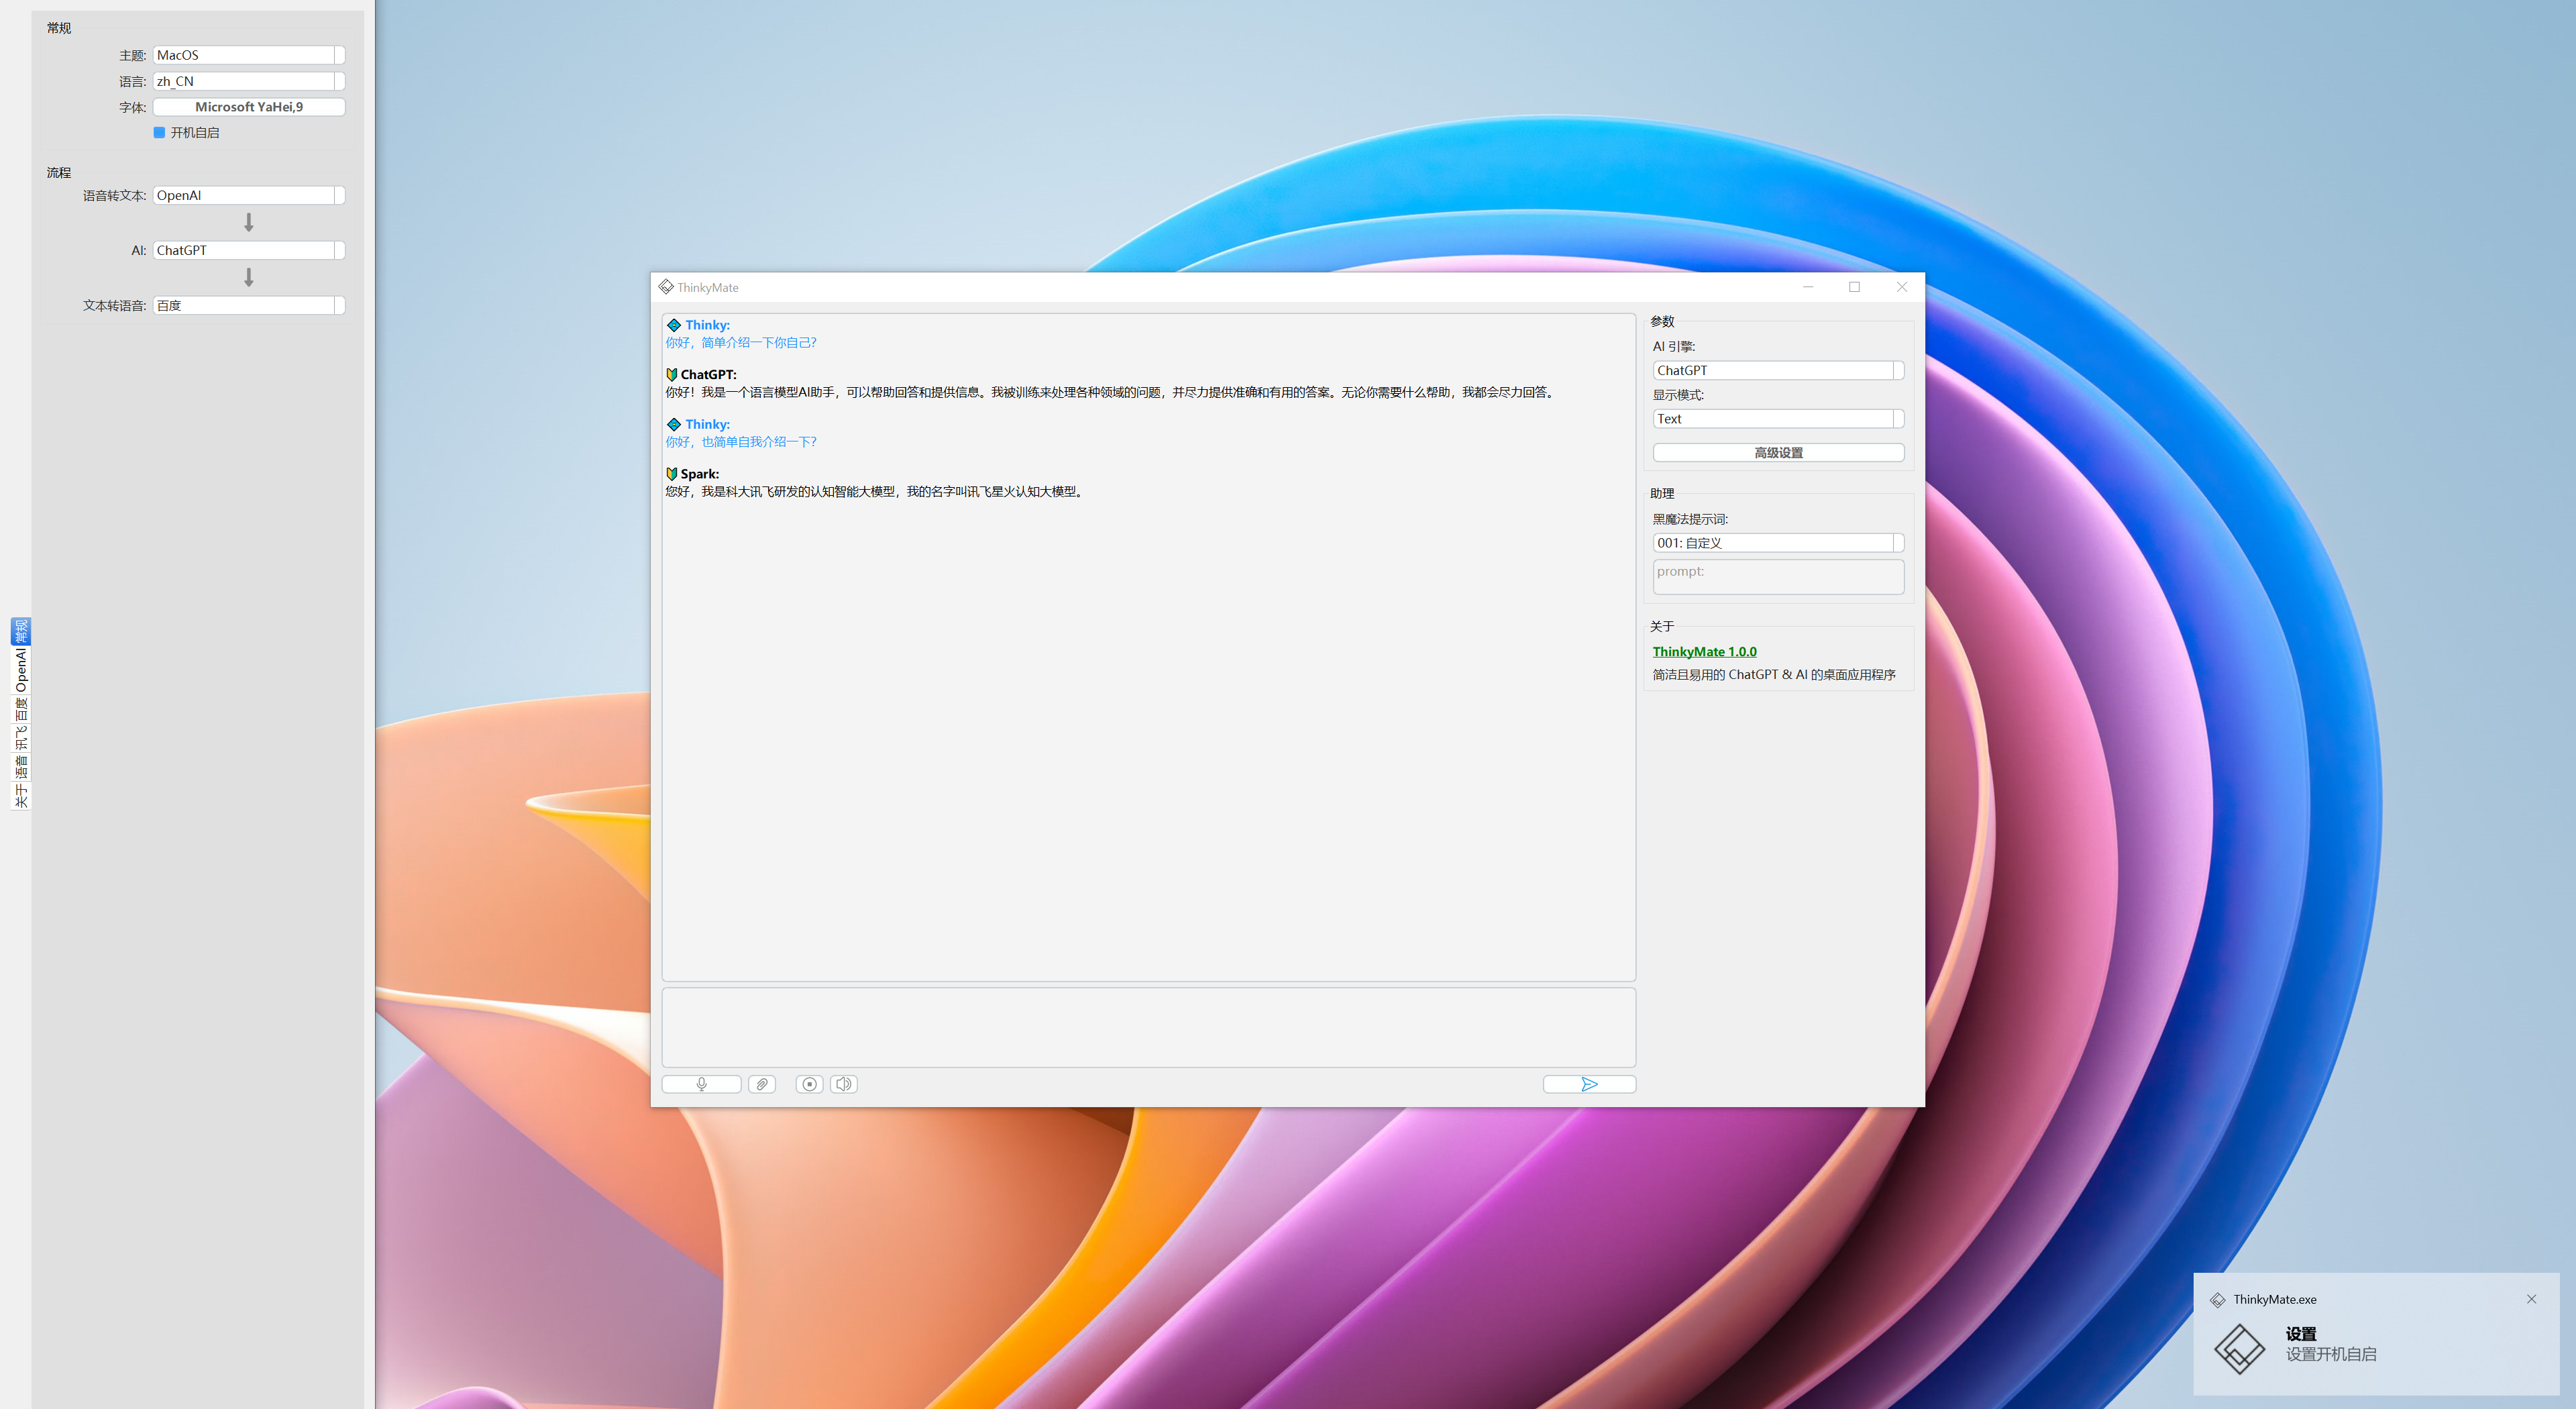 常规
主题: MacOS
语言: zh_CN
字体: Microsoft YaHei,9
开机自启
流程
语音转文本: OpenAI
AI: ChatGPT
文本转语音: 百度
常规
OpenAI
百度
讯飞
语音
关于
ThinkyMate
Thinky:
你好，简单介绍一下你自己?
ChatGPT:
你好！我是一个语言模型AI助手，可以帮助回答和提供信息。我被训练来处理各种领域的问题，并尽力提供准确和有用的答案。无论你需要什么帮助，我都会尽力回答。
Thinky:
你好，也简单自我介绍一下?
Spark:
您好，我是科大讯飞研发的认知智能大模型，我的名字叫讯飞星火认知大模型。
参数
AI 引擎:
ChatGPT
显示模式:
Text
高级设置
助理
黑魔法提示词:
001: 自定义
prompt:
关于
ThinkyMate 1.0.0
简洁且易用的 ChatGPT & AI 的桌面应用程序
ThinkyMate.exe
设置
设置开机自启